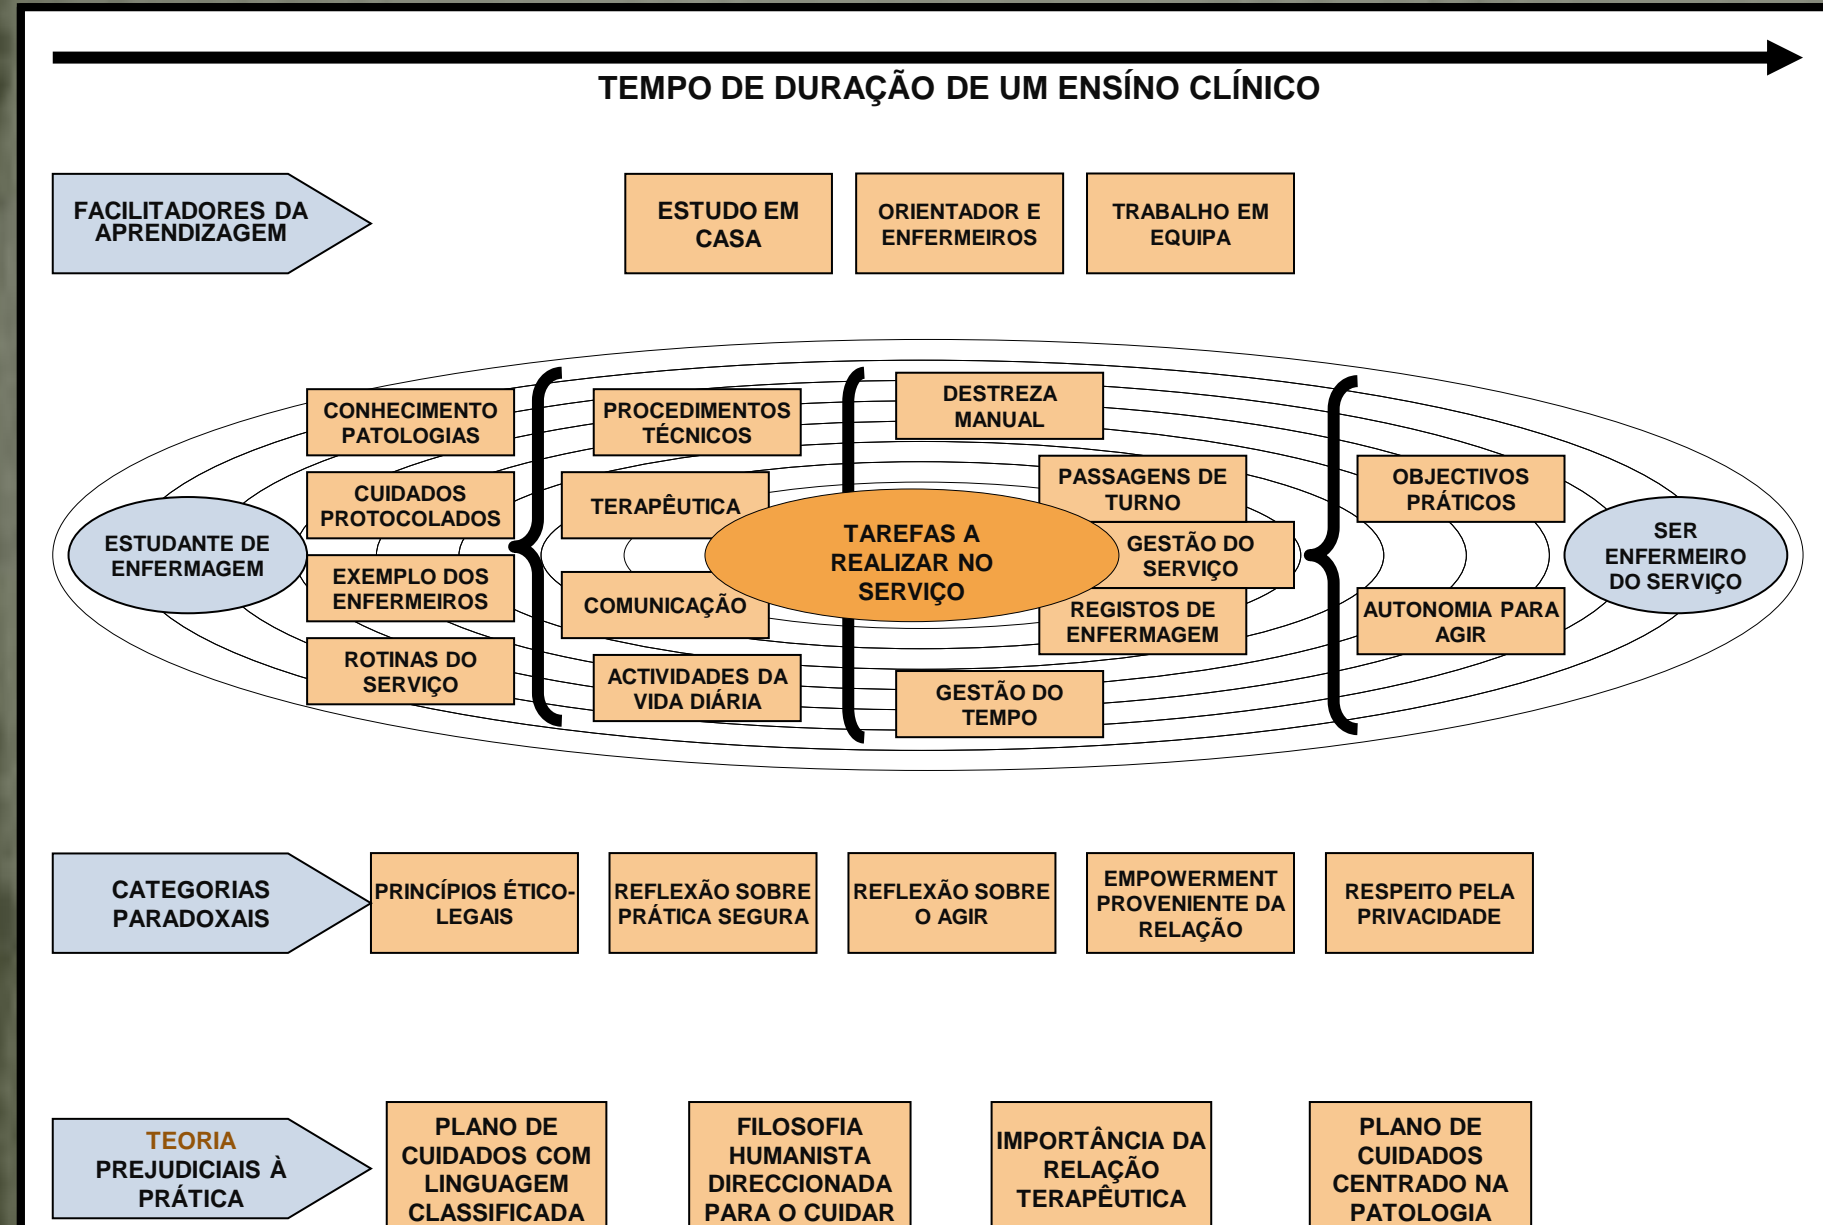 TEMPO DE DURAÇÃO DE UM ENSÍNO CLÍNICO
FACILITADORES DA
APRENDIZAGEM
ESTUDO EM
CASA
ORIENTADOR E
ENFERMEIROS
TRABALHO EM
EQUIPA
ESTUDANTE DE
ENFERMAGEM
CONHECIMENTO
PATOLOGIAS
CUIDADOS
PROTOCOLADOS
EXEMPLO DOS
ENFERMEIROS
ROTINAS DO
SERVIÇO
PROCEDIMENTOS
TÉCNICOS
TERAPÊUTICA
COMUNICAÇÃO
ACTIVIDADES DA
VIDA DIÁRIA
TAREFAS A
REALIZAR NO
SERVIÇO
DESTREZA
MANUAL
PASSAGENS DE
TURNO
GESTÃO DO
SERVIÇO
REGISTOS DE
ENFERMAGEM
GESTÃO DO
TEMPO
OBJECTIVOS
PRÁTICOS
AUTONOMIA PARA
AGIR
SER
ENFERMEIRO
DO SERVIÇO
CATEGORIAS
PARADOXAIS
PRINCÍPIOS ÉTICO-
LEGAIS
REFLEXÃO SOBRE
PRÁTICA SEGURA
REFLEXÃO SOBRE
O AGIR
EMPOWERMENT
PROVENIENTE DA
RELAÇÃO
RESPEITO PELA
PRIVACIDADE
TEORIA
PREJUDICIAIS À
PRÁTICA
PLANO DE
CUIDADOS COM
LINGUAGEM
CLASSIFICADA
FILOSOFIA
HUMANISTA
DIRECCIONADA
PARA O CUIDAR
IMPORTÂNCIA DA
RELAÇÃO
TERAPÊUTICA
PLANO DE
CUIDADOS
CENTRADO NA
PATOLOGIA